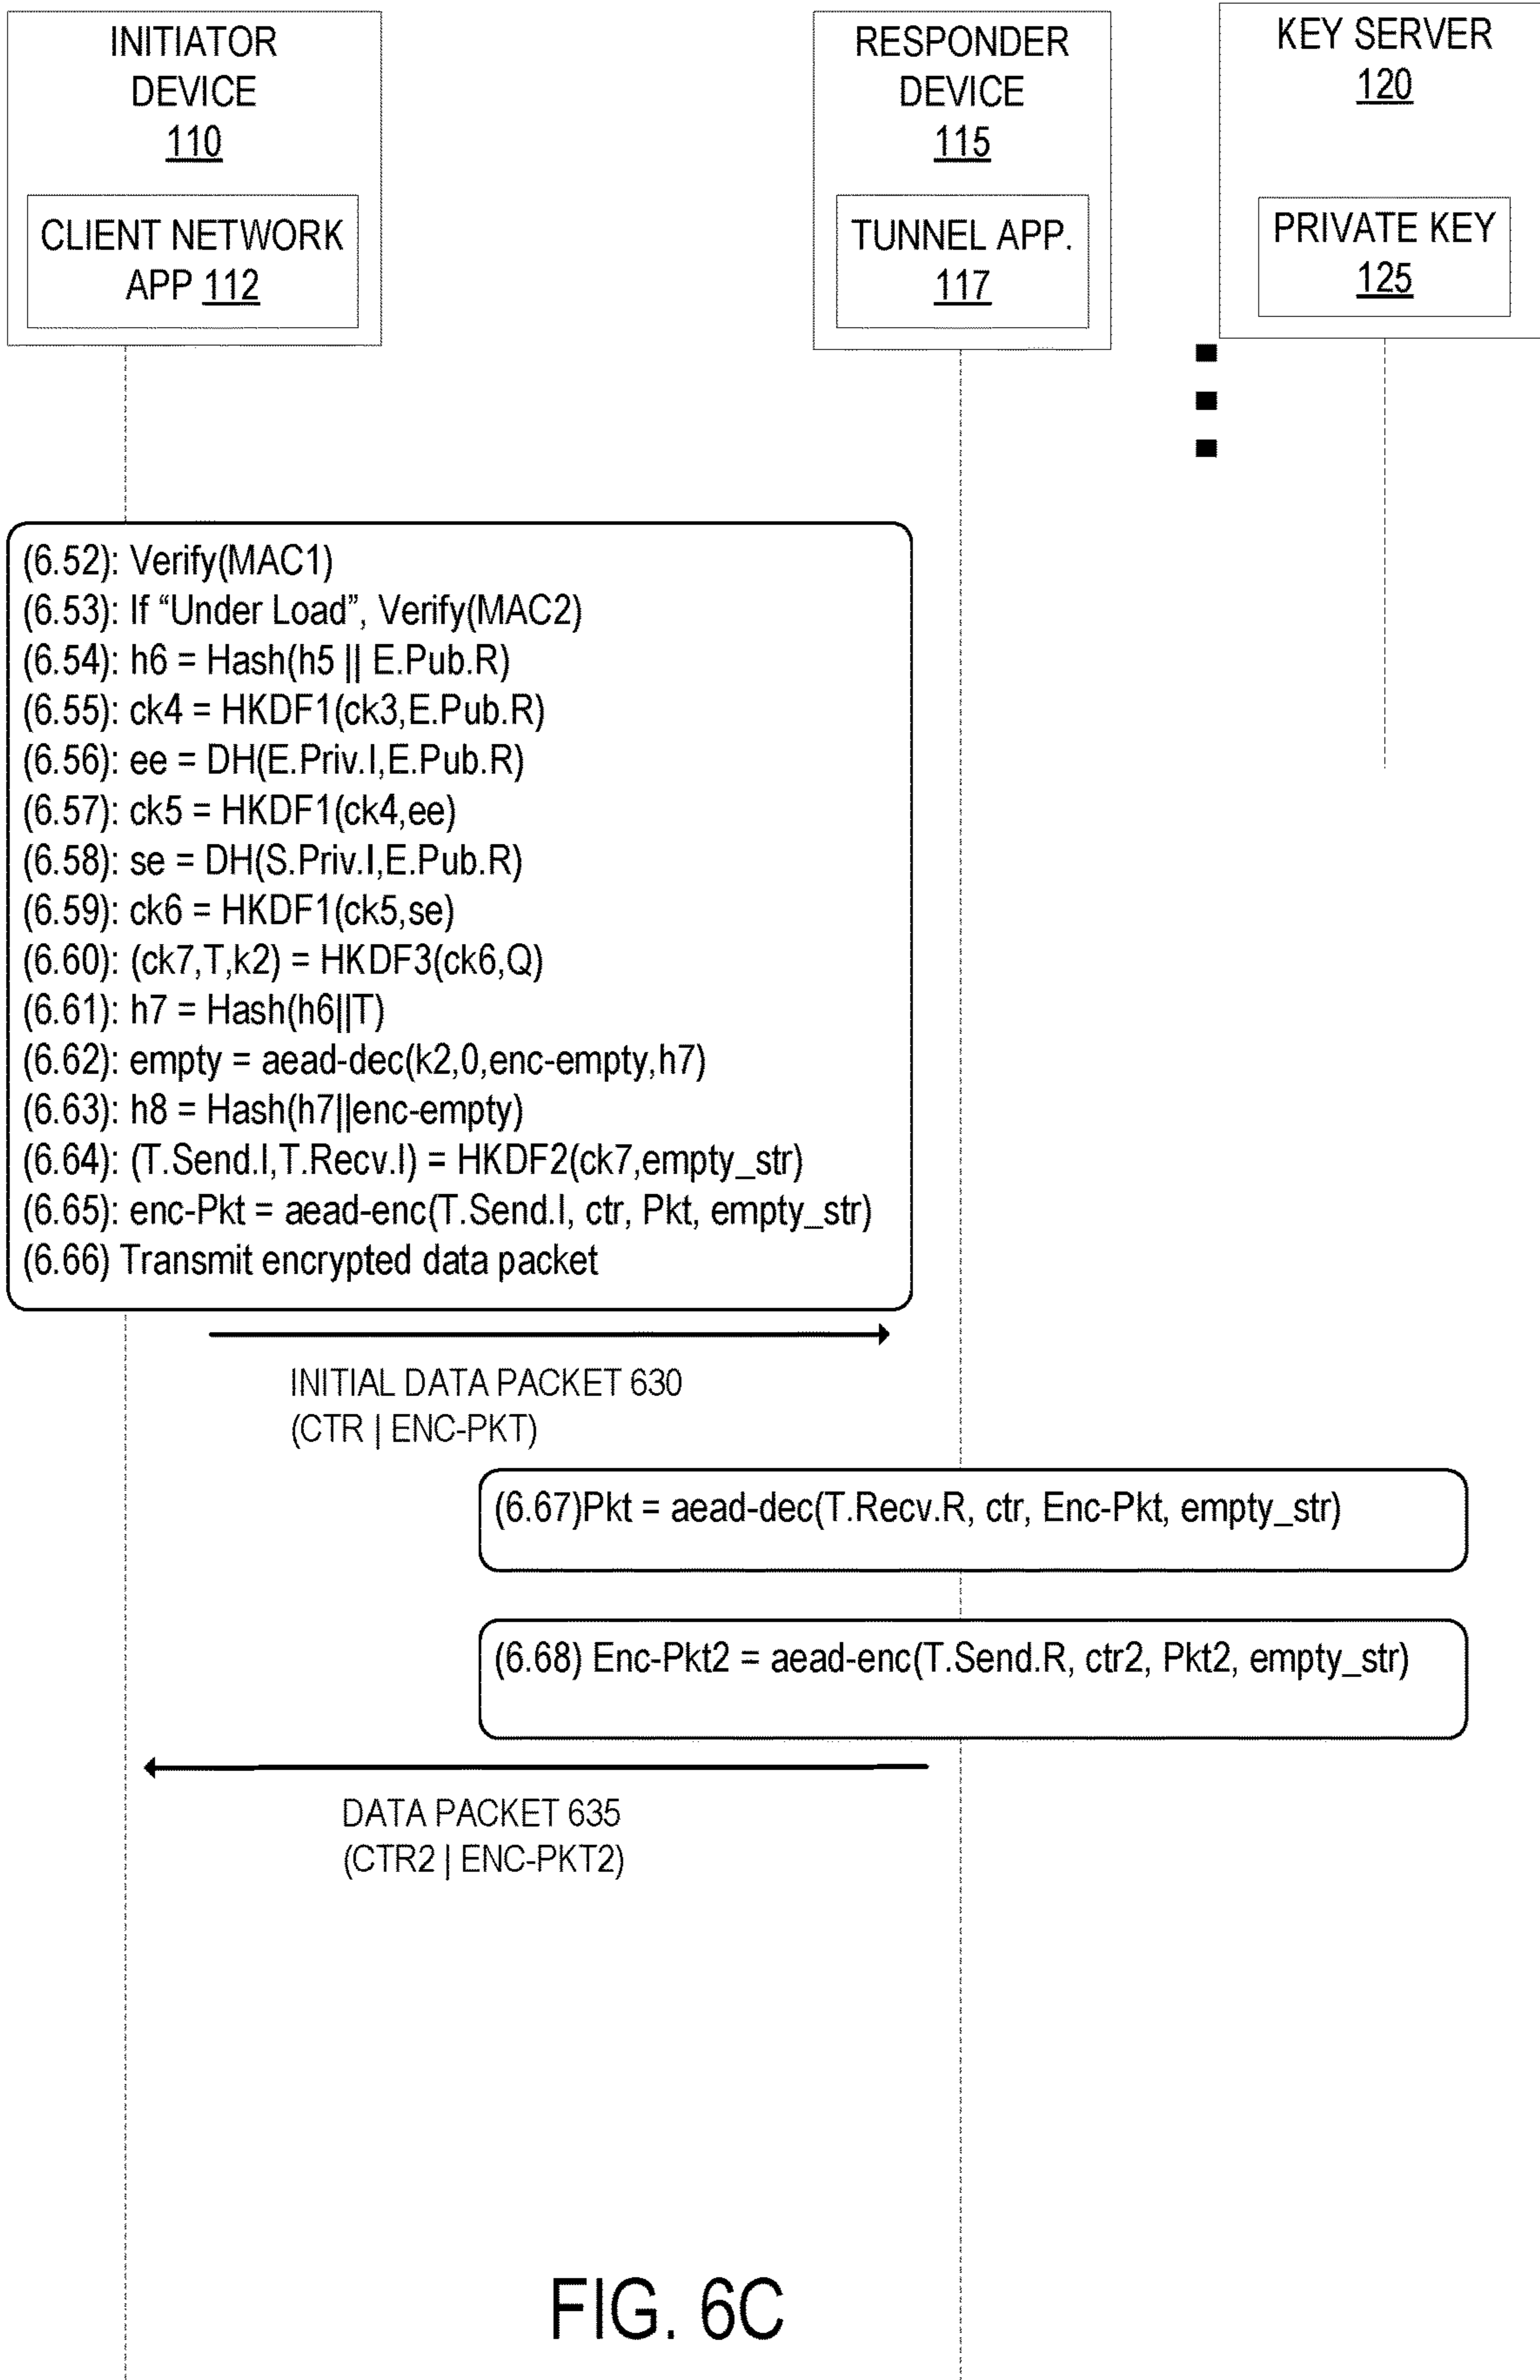 INITIATOR
DEVICE
110
CLIENT NETWORK
APP 112
RESPONDER
DEVICE
115
TUNNEL APP.
117
KEY SERVER
120
PRIVATE KEY
125
(6.52): Verify(MAC1)
(6.53): If “Under Load”, Verify(MAC2)
(6.54): h6 = Hash(h5 || E.Pub.R)
(6.55): ck4 = HKDF1(ck3,E.Pub.R)
(6.56): ee = DH(E.Priv.I,E.Pub.R)
(6.57): ck5 = HKDF1(ck4,ee)
(6.58): se = DH(S.Priv.I,E.Pub.R)
(6.59): ck6 = HKDF1(ck5,se)
(6.60): (ck7,T,k2) = HKDF3(ck6,Q)
(6.61): h7 = Hash(h6||T)
(6.62): empty = aead-dec(k2,0,enc-empty,h7)
(6.63): h8 = Hash(h7||enc-empty)
(6.64): (T.Send.I,T.Recv.I) = HKDF2(ck7,empty_str)
(6.65): enc-Pkt = aead-enc(T.Send.I, ctr, Pkt, empty_str)
(6.66) Transmit encrypted data packet
INITIAL DATA PACKET 630
(CTR | ENC-PKT)
(6.67)Pkt = aead-dec(T.Recv.R, ctr, Enc-Pkt, empty_str)
(6.68) Enc-Pkt2 = aead-enc(T.Send.R, ctr2, Pkt2, empty_str)
DATA PACKET 635
(CTR2 | ENC-PKT2)
FIG. 6C